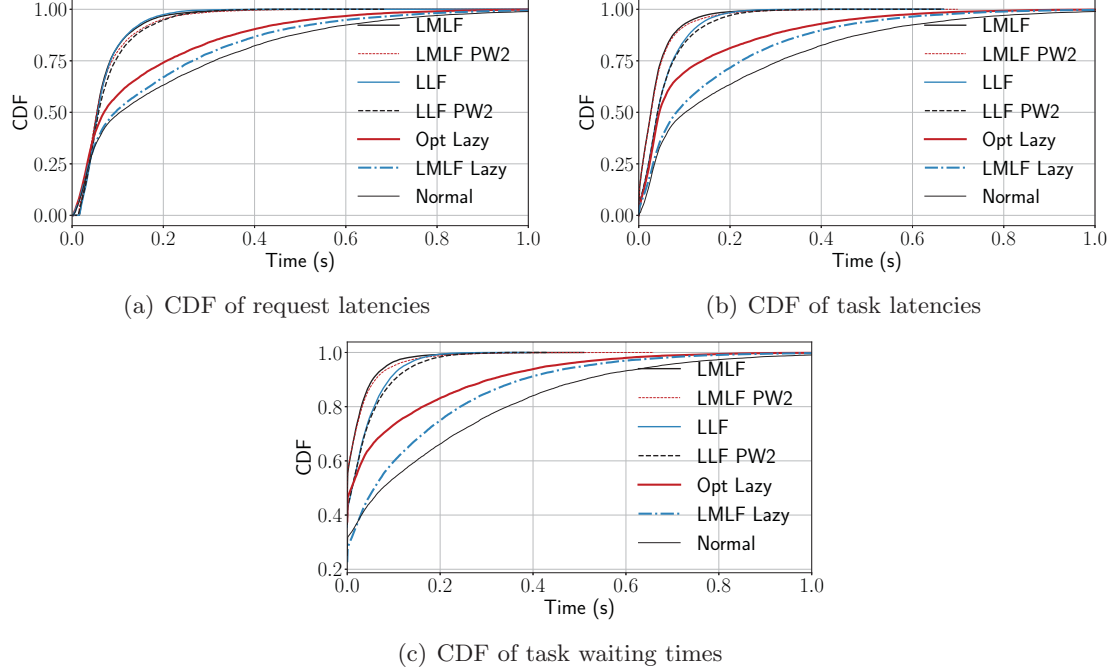 1.00
0.75
0.50
0.25
0.00
CDF
0.0 0.2 0.4 0.6 0.8 1.0
Time (s)
LMLF
LMLF PW2
LLF
LLF PW2
Opt Lazy
LMLF Lazy
Normal
(a) CDF of request latencies
1.00
0.75
0.50
0.25
0.00
CDF
0.0 0.2 0.4 0.6 0.8 1.0
Time (s)
LMLF
LMLF PW2
LLF
LLF PW2
Opt Lazy
LMLF Lazy
Normal
(b) CDF of task latencies
1.0
0.8
0.6
0.4
0.2
CDF
0.0 0.2 0.4 0.6 0.8 1.0
Time (s)
LMLF
LMLF PW2
LLF
LLF PW2
Opt Lazy
LMLF Lazy
Normal
(c) CDF of task waiting times